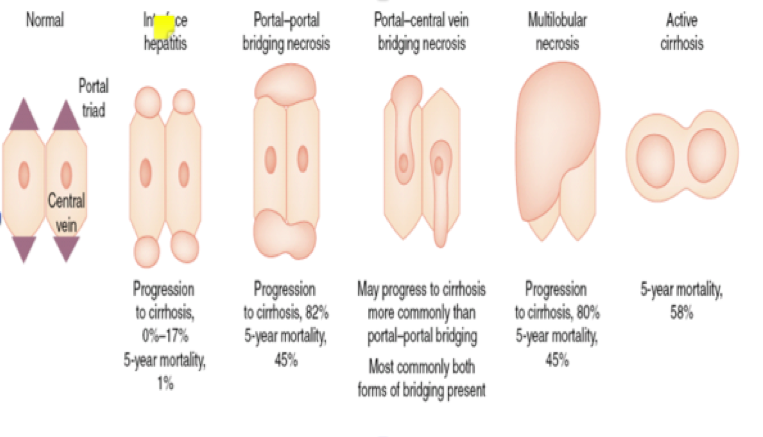 Normal
Interface
hepatitis
Portal–portal
bridging necrosis
Portal–central vein
bridging necrosis
Multilobular
necrosis
Active
cirrhosis
Portal
triad
Central
vein
Progression
to cirrhosis,
0%–17%
5-year mortality,
1%
Progression
to cirrhosis, 82%
5-year mortality,
45%
May progress to cirrhosis
more commonly than
portal–portal bridging
Most commonly both
forms of bridging present
Progression
to cirrhosis, 80%
5-year mortality,
45%
5-year mortality,
58%